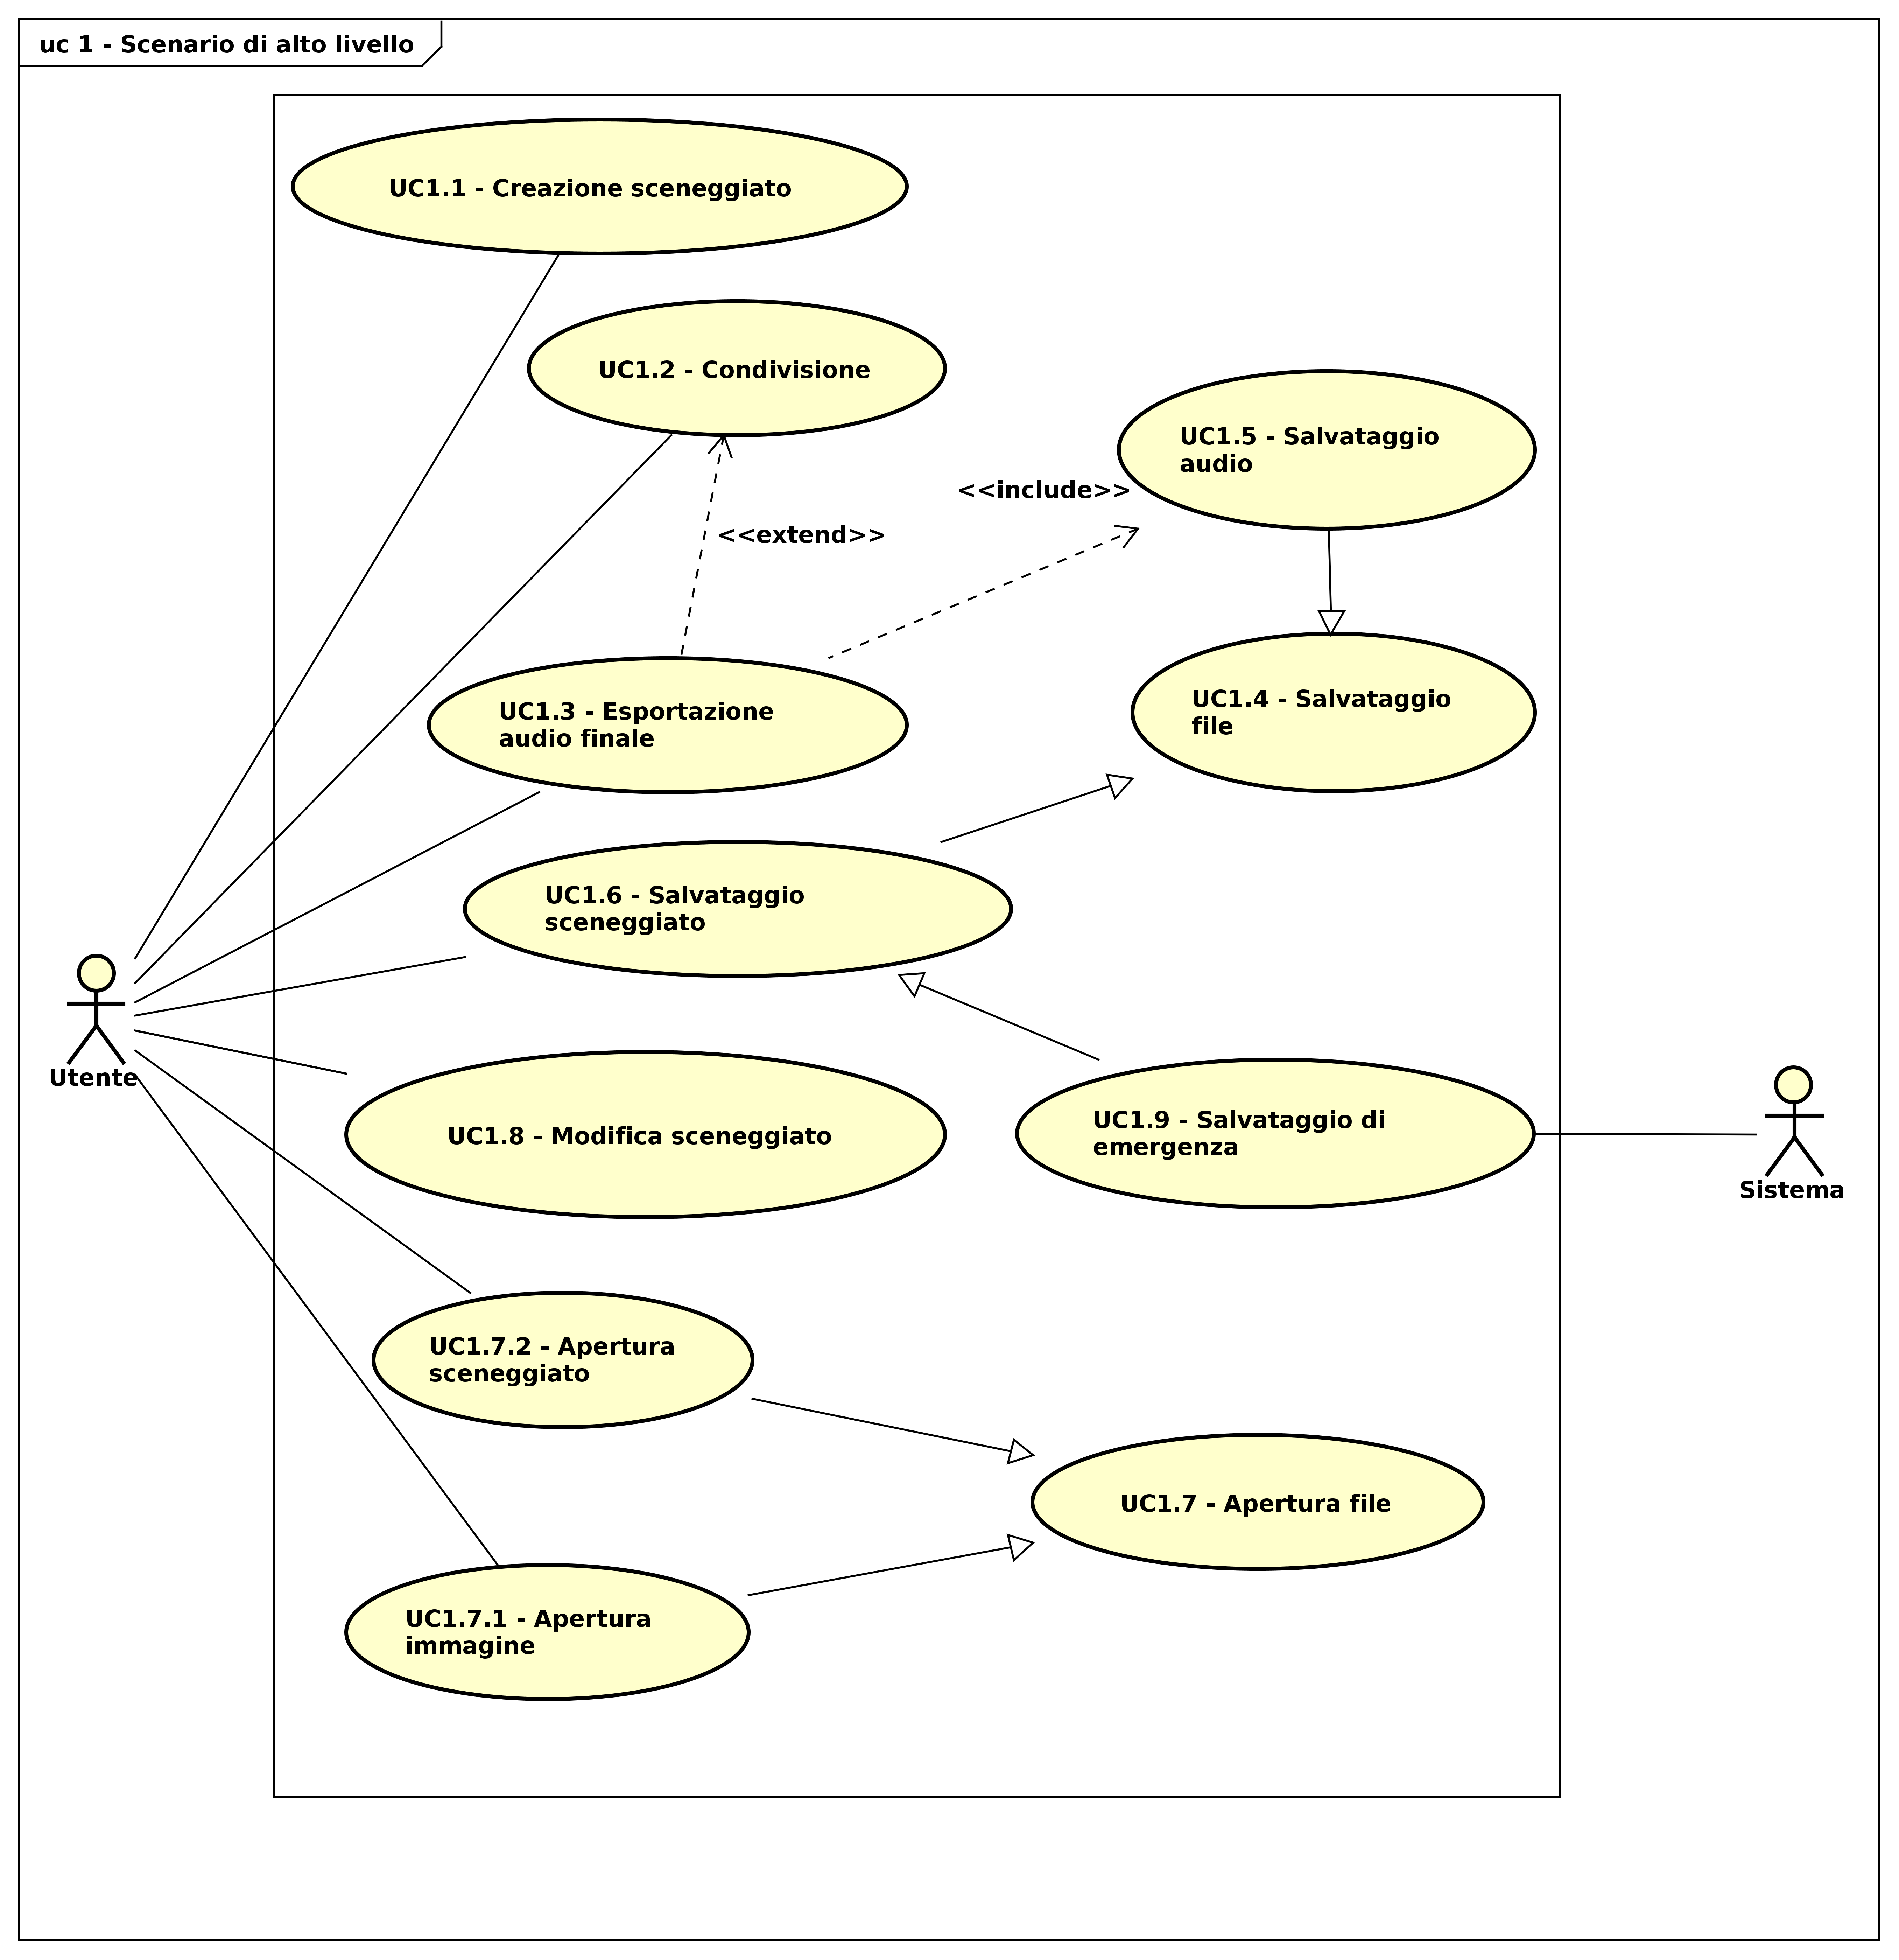 uc 1 - Scenario di alto livello
UC1.1 - Creazione sceneggiato
UC1.2 - Condivisione
UC1.5 - Salvataggio
audio
<<include>>
<<extend>>
UC1.3 - Esportazione
audio finale
UC1.4 - Salvataggio
file
UC1.6 - Salvataggio
sceneggiato
Utente
UC1.8 - Modifica sceneggiato
UC1.9 - Salvataggio di
emergenza
Sistema
UC1.7.2 - Apertura
sceneggiato
UC1.7 - Apertura file
UC1.7.1 - Apertura
immagine